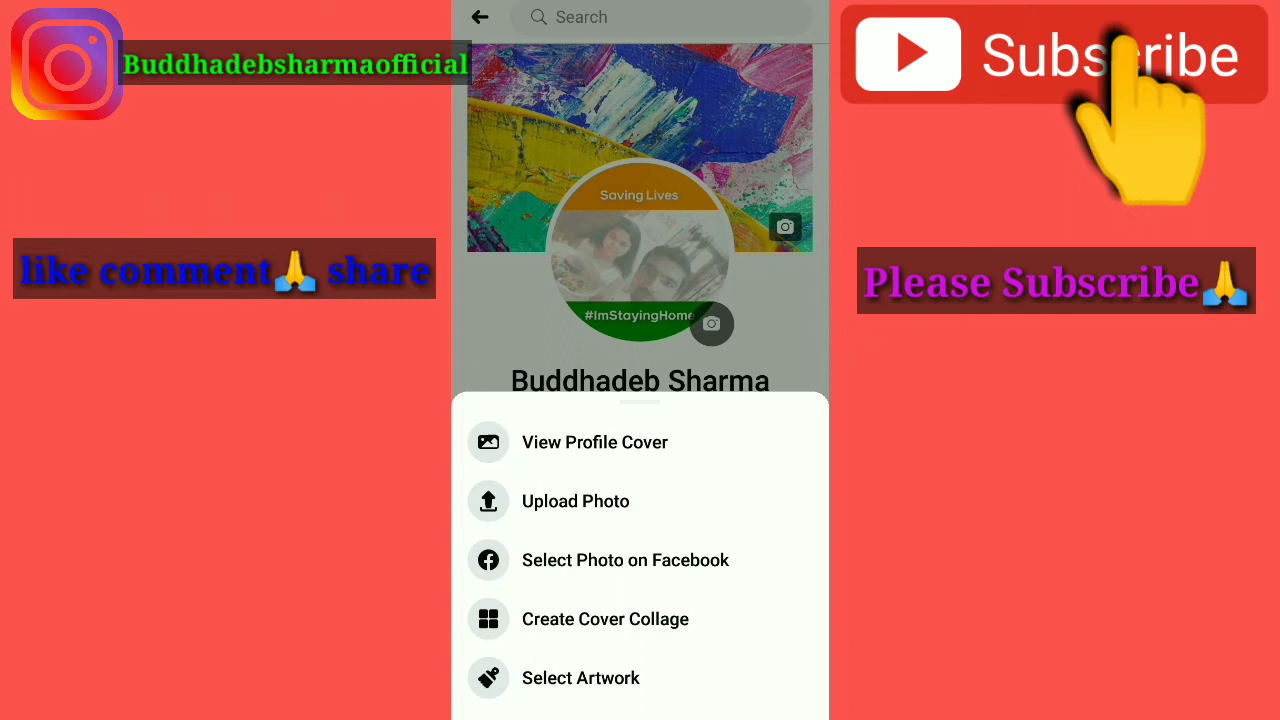 Buddhadebsharmaofficial
Search
Subscribe
Saving Lives
like comment🙏 share
Please Subscribe🙏
#ImStayingHome
Buddhadeb Sharma
View Profile Cover
Upload Photo
Select Photo on Facebook
Create Cover Collage
Select Artwork